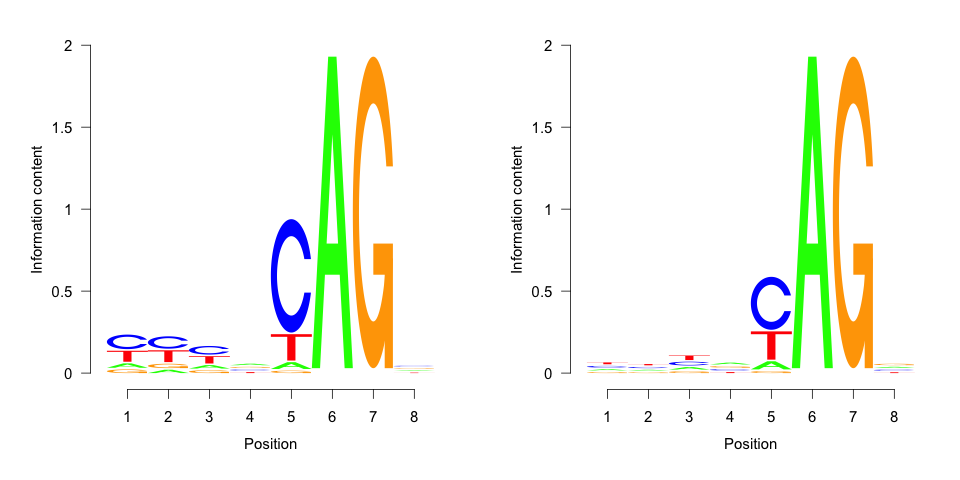 Information content
2
1.5
1
0.5
0
C C C C A G
T T T T
1 2 3 4 5 6 7 8
Position
Information content
2
1.5
1
0.5
0
C A G
T T
1 2 3 4 5 6 7 8
Position